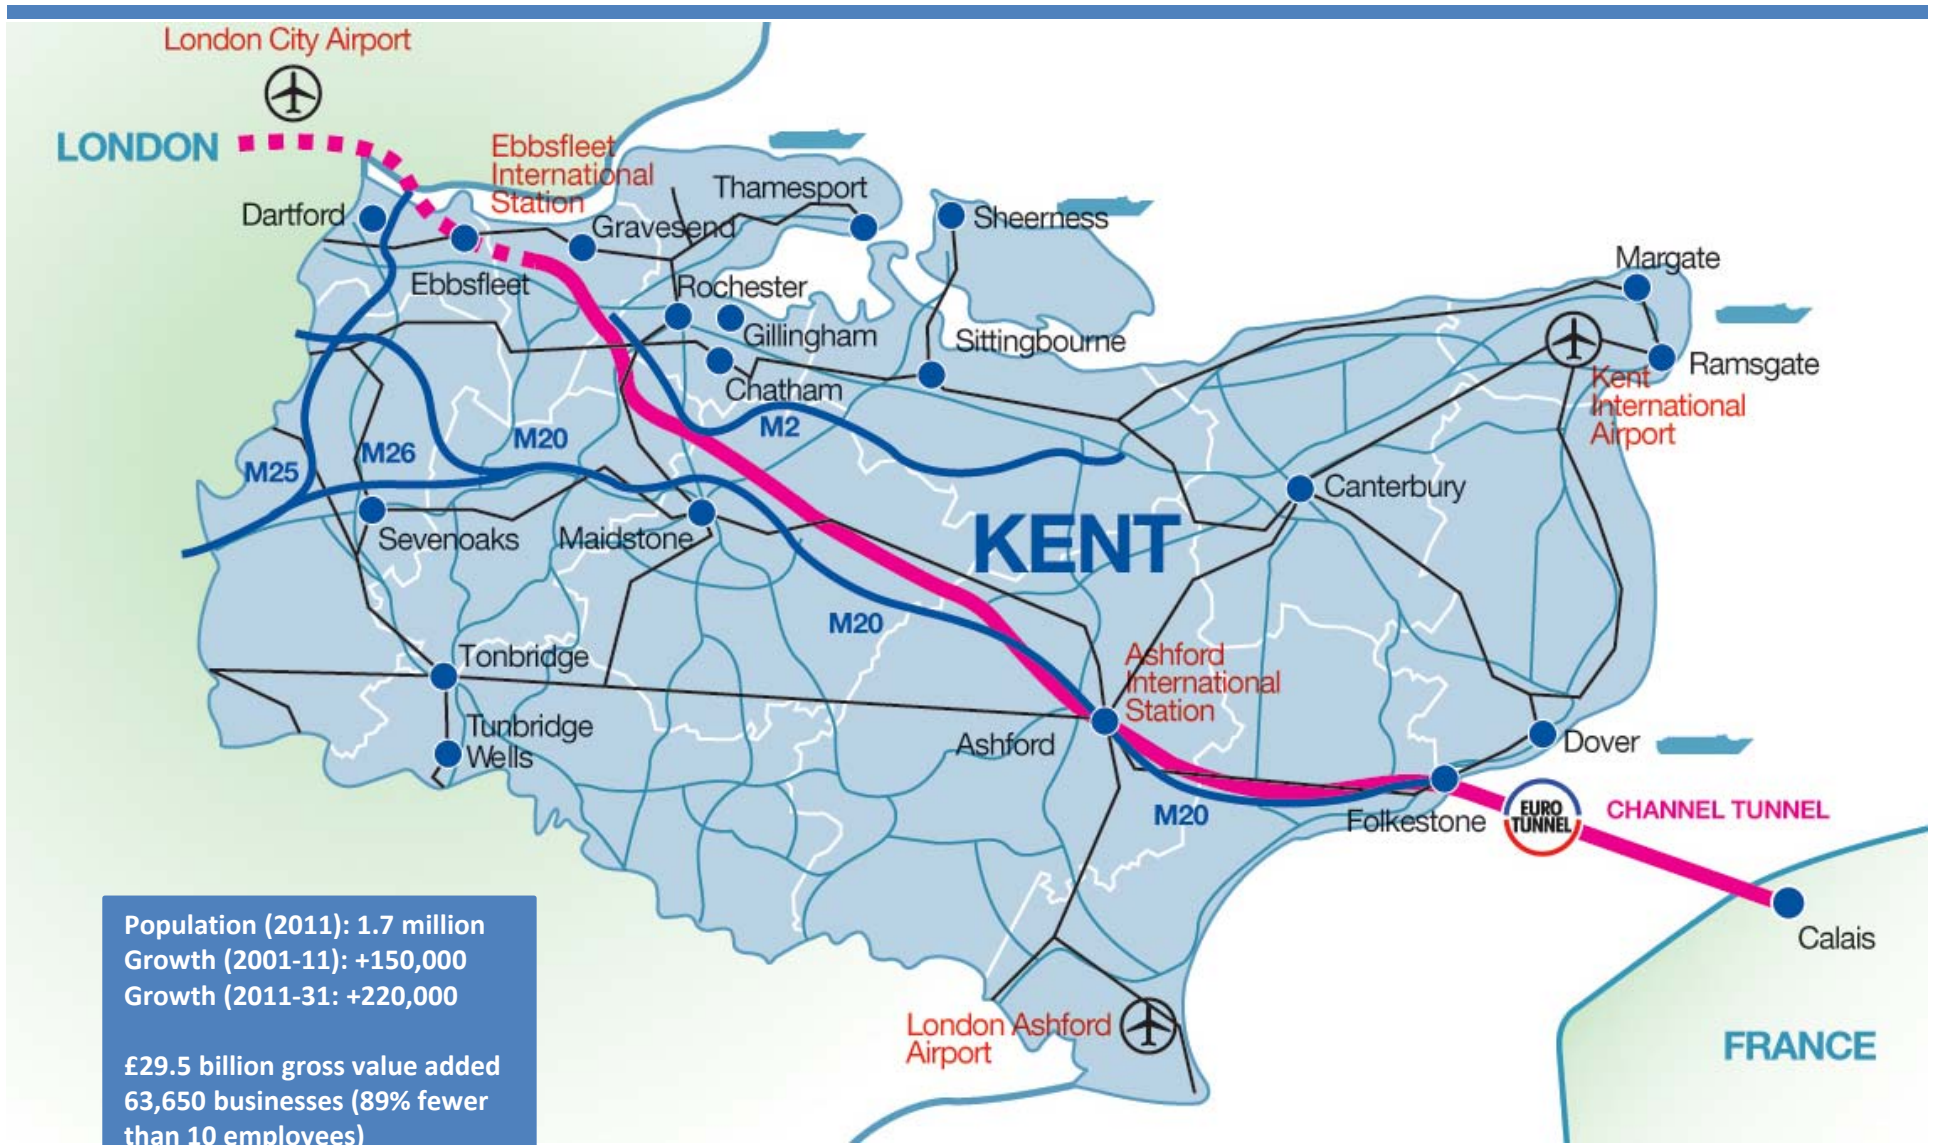 London City Airport
LONDON
Ebbsfleet
International
Station
Thamesport
Dartford
Gravesend
Sheerness
Ebbsfleet
Rochester
Margate
Gillingham
Sittingbourne
Ramsgate
Chatham
Kent
International
Airport
M2
M20
M26
M25
Canterbury
Sevenoaks
Maidstone
KENT
M20
Tonbridge
Ashford
International
Station
Tunbridge
Wells
Ashford
Dover
M20
Folkestone
EURO
TUNNEL
CHANNEL TUNNEL
Calais
FRANCE
London Ashford
Airport
Population (2011): 1.7 million
Growth (2001-11): +150,000
Growth (2011-31: +220,000
£29.5 billion gross value added
63,650 businesses (89% fewer
than 10 employees)